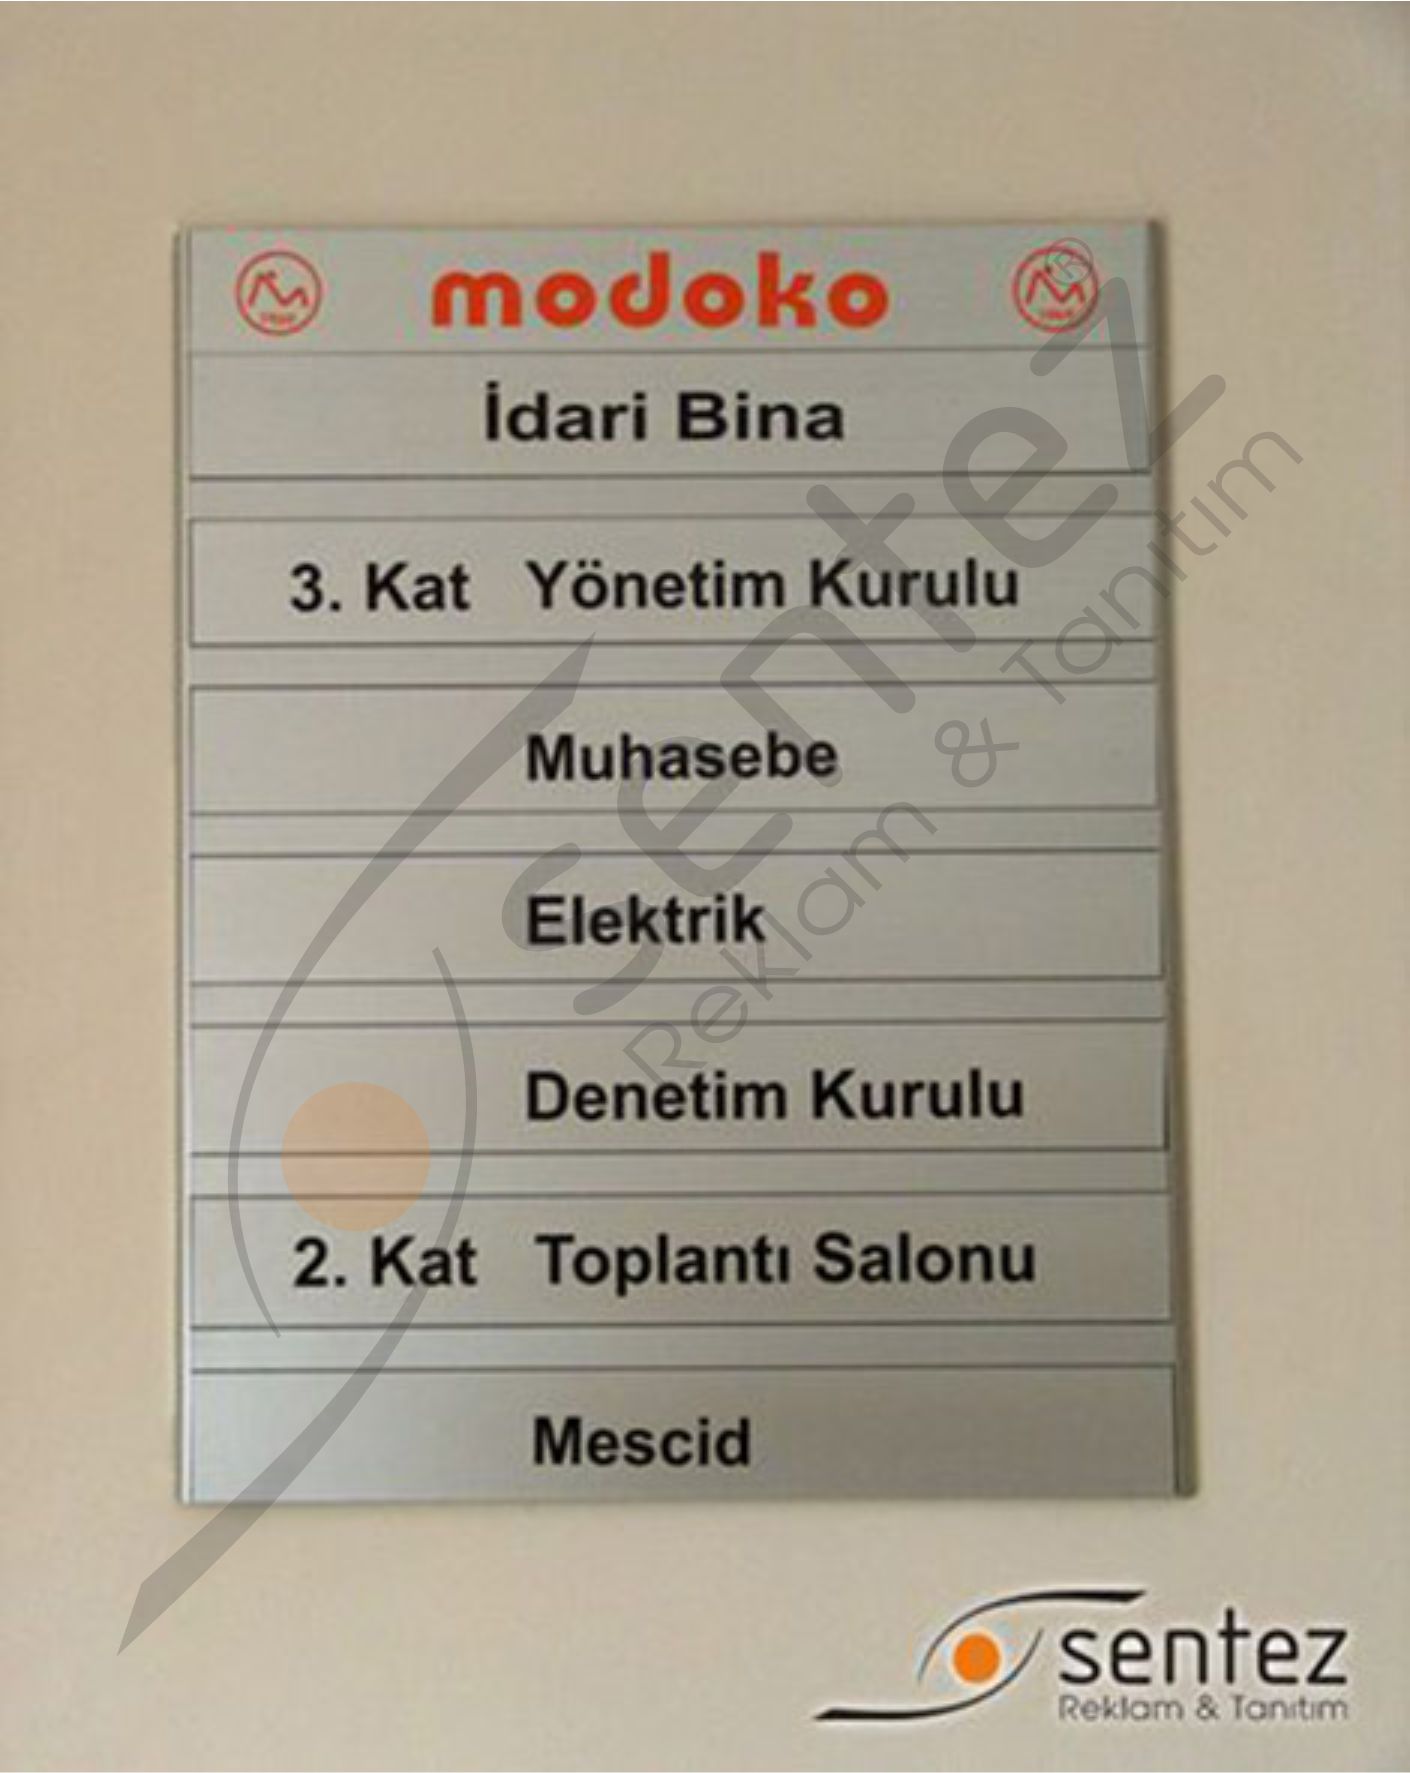 modoko
İdari Bina
3. Kat Yönetim Kurulu
Muhasebe
Elektrik
Denetim Kurulu
2. Kat Toplantı Salonu
Mescid
sentez
Reklam & Tanıtım
sentez
Reklam & Tanıtım